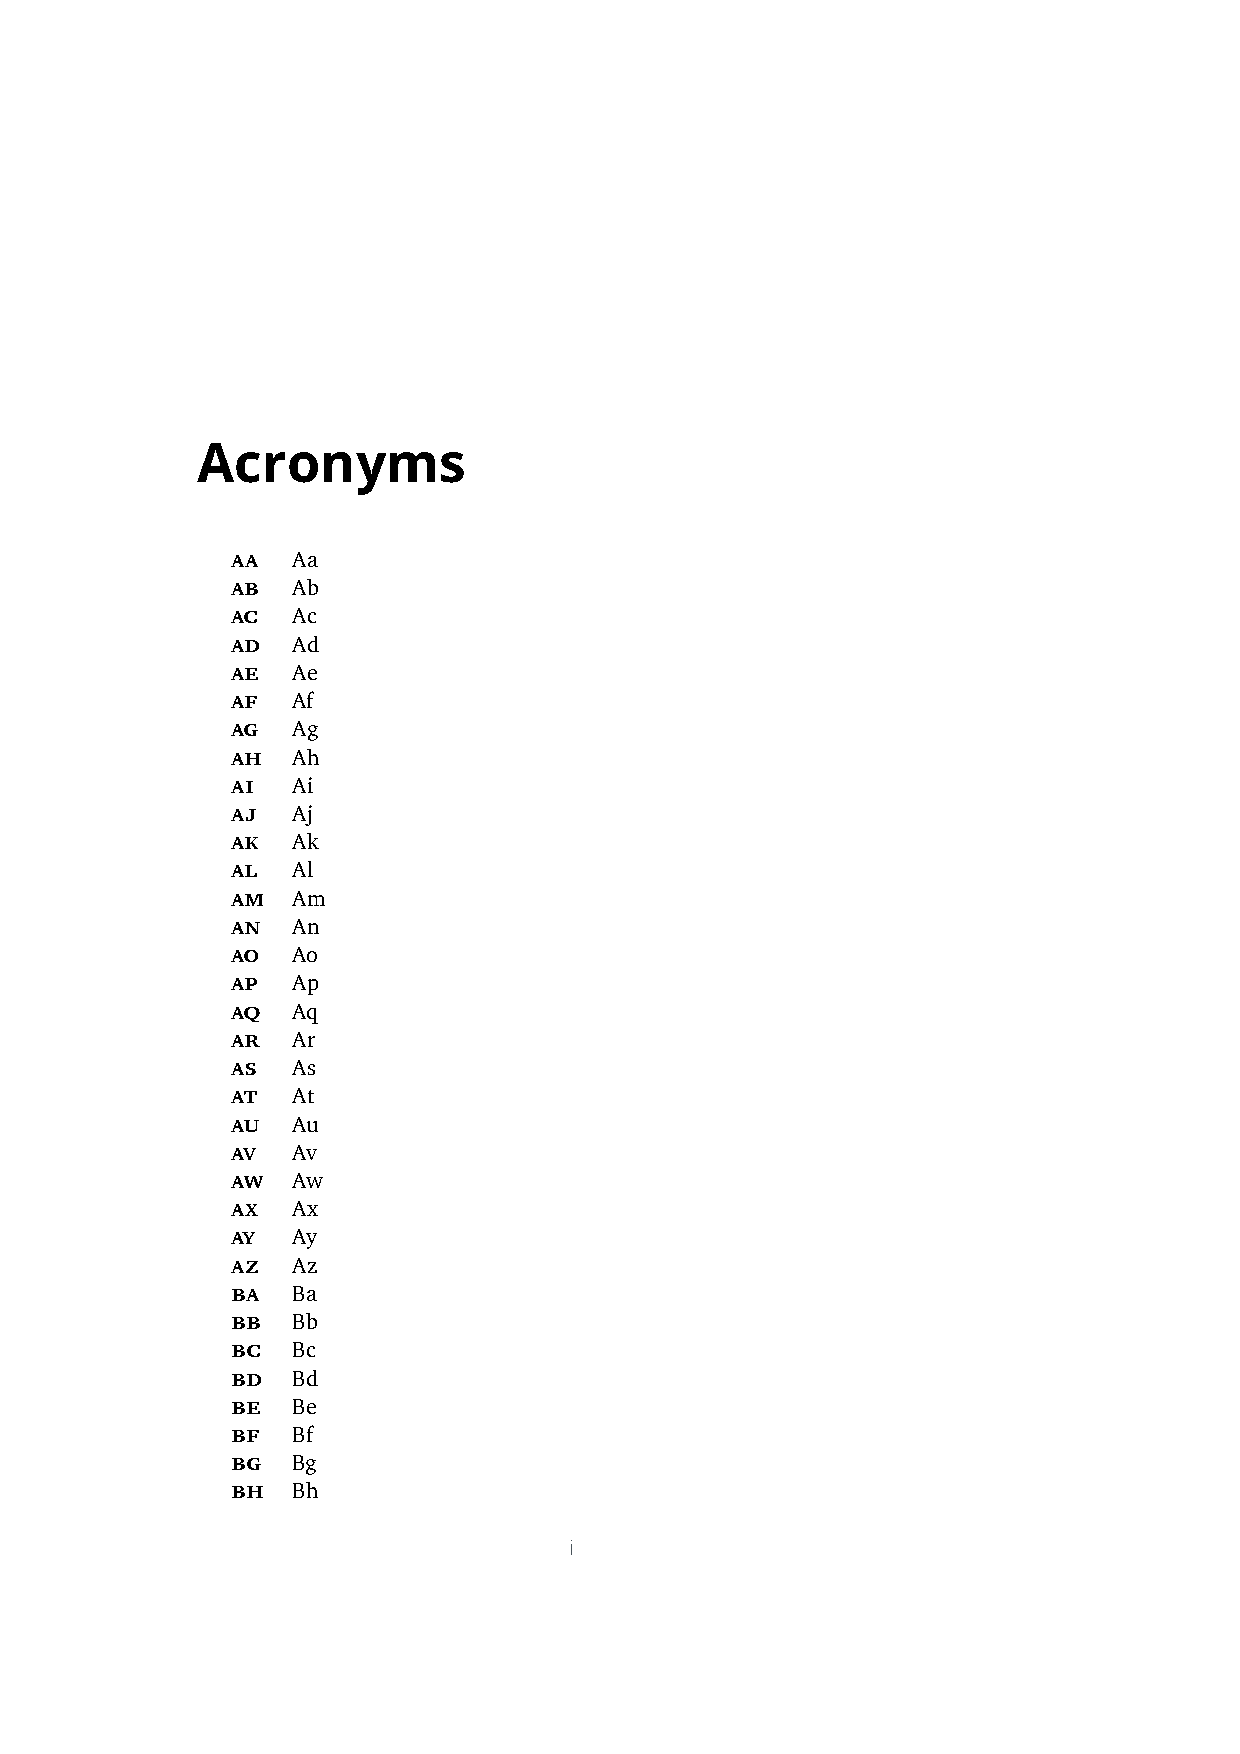 Acronyms
AA Aa
AB Ab
AC Ac
AD Ad
AE Ae
AF Af
AG Ag
AH Ah
AI Ai
AJ Aj
AK Ak
AL Al
AM Am
AN An
AO Ao
AP Ap
AQ Aq
AR Ar
AS As
AT At
AU Au
AV Av
AW Aw
AX Ax
AY Ay
AZ Az
BA Ba
BB Bb
BC Bc
BD Bd
BE Be
BF Bf
BG Bg
BH Bh
i